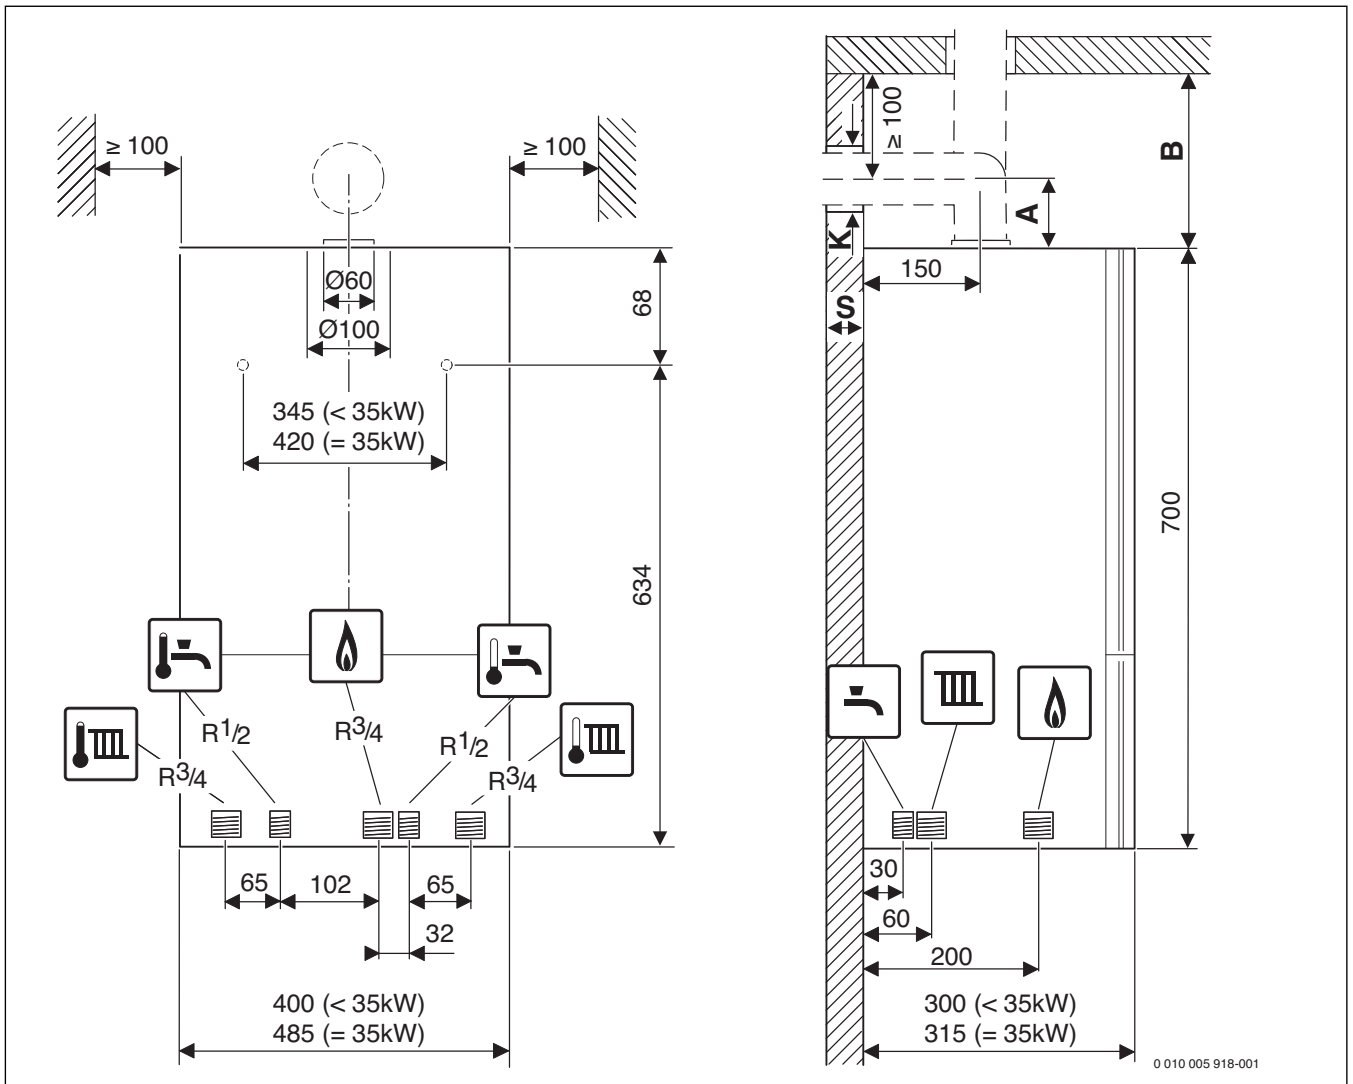 ≥ 100
≥ 100
Ø60
Ø100
345 (< 35kW)
420 (= 35kW)
68
634
R1/2
R3/4
R1/2
R3/4
R3/4
65
102
65
32
400 (< 35kW)
485 (= 35kW)
≥ 100
B
A
K
150
S
700
30
60
200
300 (< 35kW)
315 (= 35kW)
0 010 005 918-001